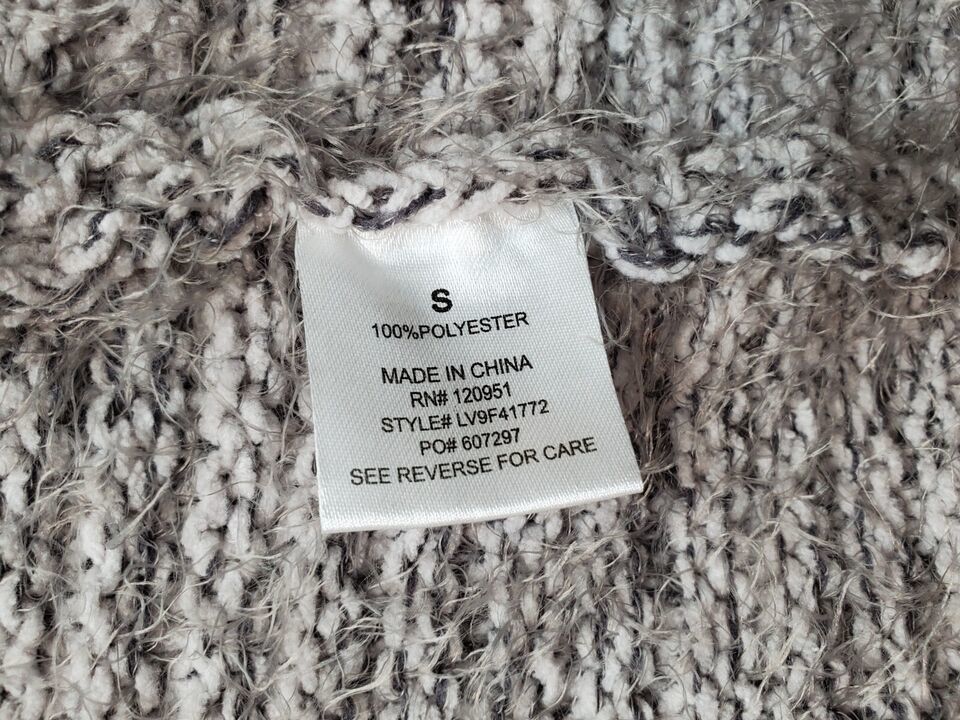 S
100%POLYESTER
MADE IN CHINA
RN# 120951
STYLE# LV9F41772
PO# 607297
SEE REVERSE FOR CARE